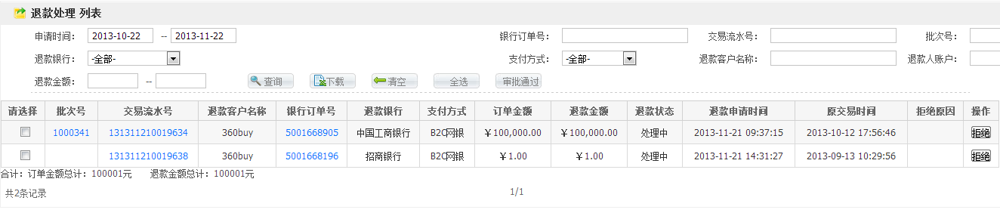 退款处理 列表
申请时间： 2013-10-22 -- 2013-11-22 银行订单号： 交易流水号： 批次号：
退款银行： -全部- 支付方式： -全部- 退款客户名称： 退款人账户：
退款金额： -- 查询 下载 清空 全选 审批通过
请选择 批次号 交易流水号 退款客户名称 银行订单号 退款银行 支付方式 订单金额 退款金额 退款状态 退款申请时间 原交易时间 拒绝原因 操作
1000341 131311210019634 360buy 5001668905 中国工商银行 B2C网银 ￥100,000.00 ￥100,000.00 处理中 2013-11-21 09:37:15 2013-10-12 17:56:46 拒绝
131311210019638 360buy 5001668196 招商银行 B2C网银 ￥1.00 ￥1.00 处理中 2013-11-21 14:31:27 2013-09-13 10:29:56 拒绝
合计：订单金额总计：100001元 退款金额总计：100001元
共2条记录 1/1